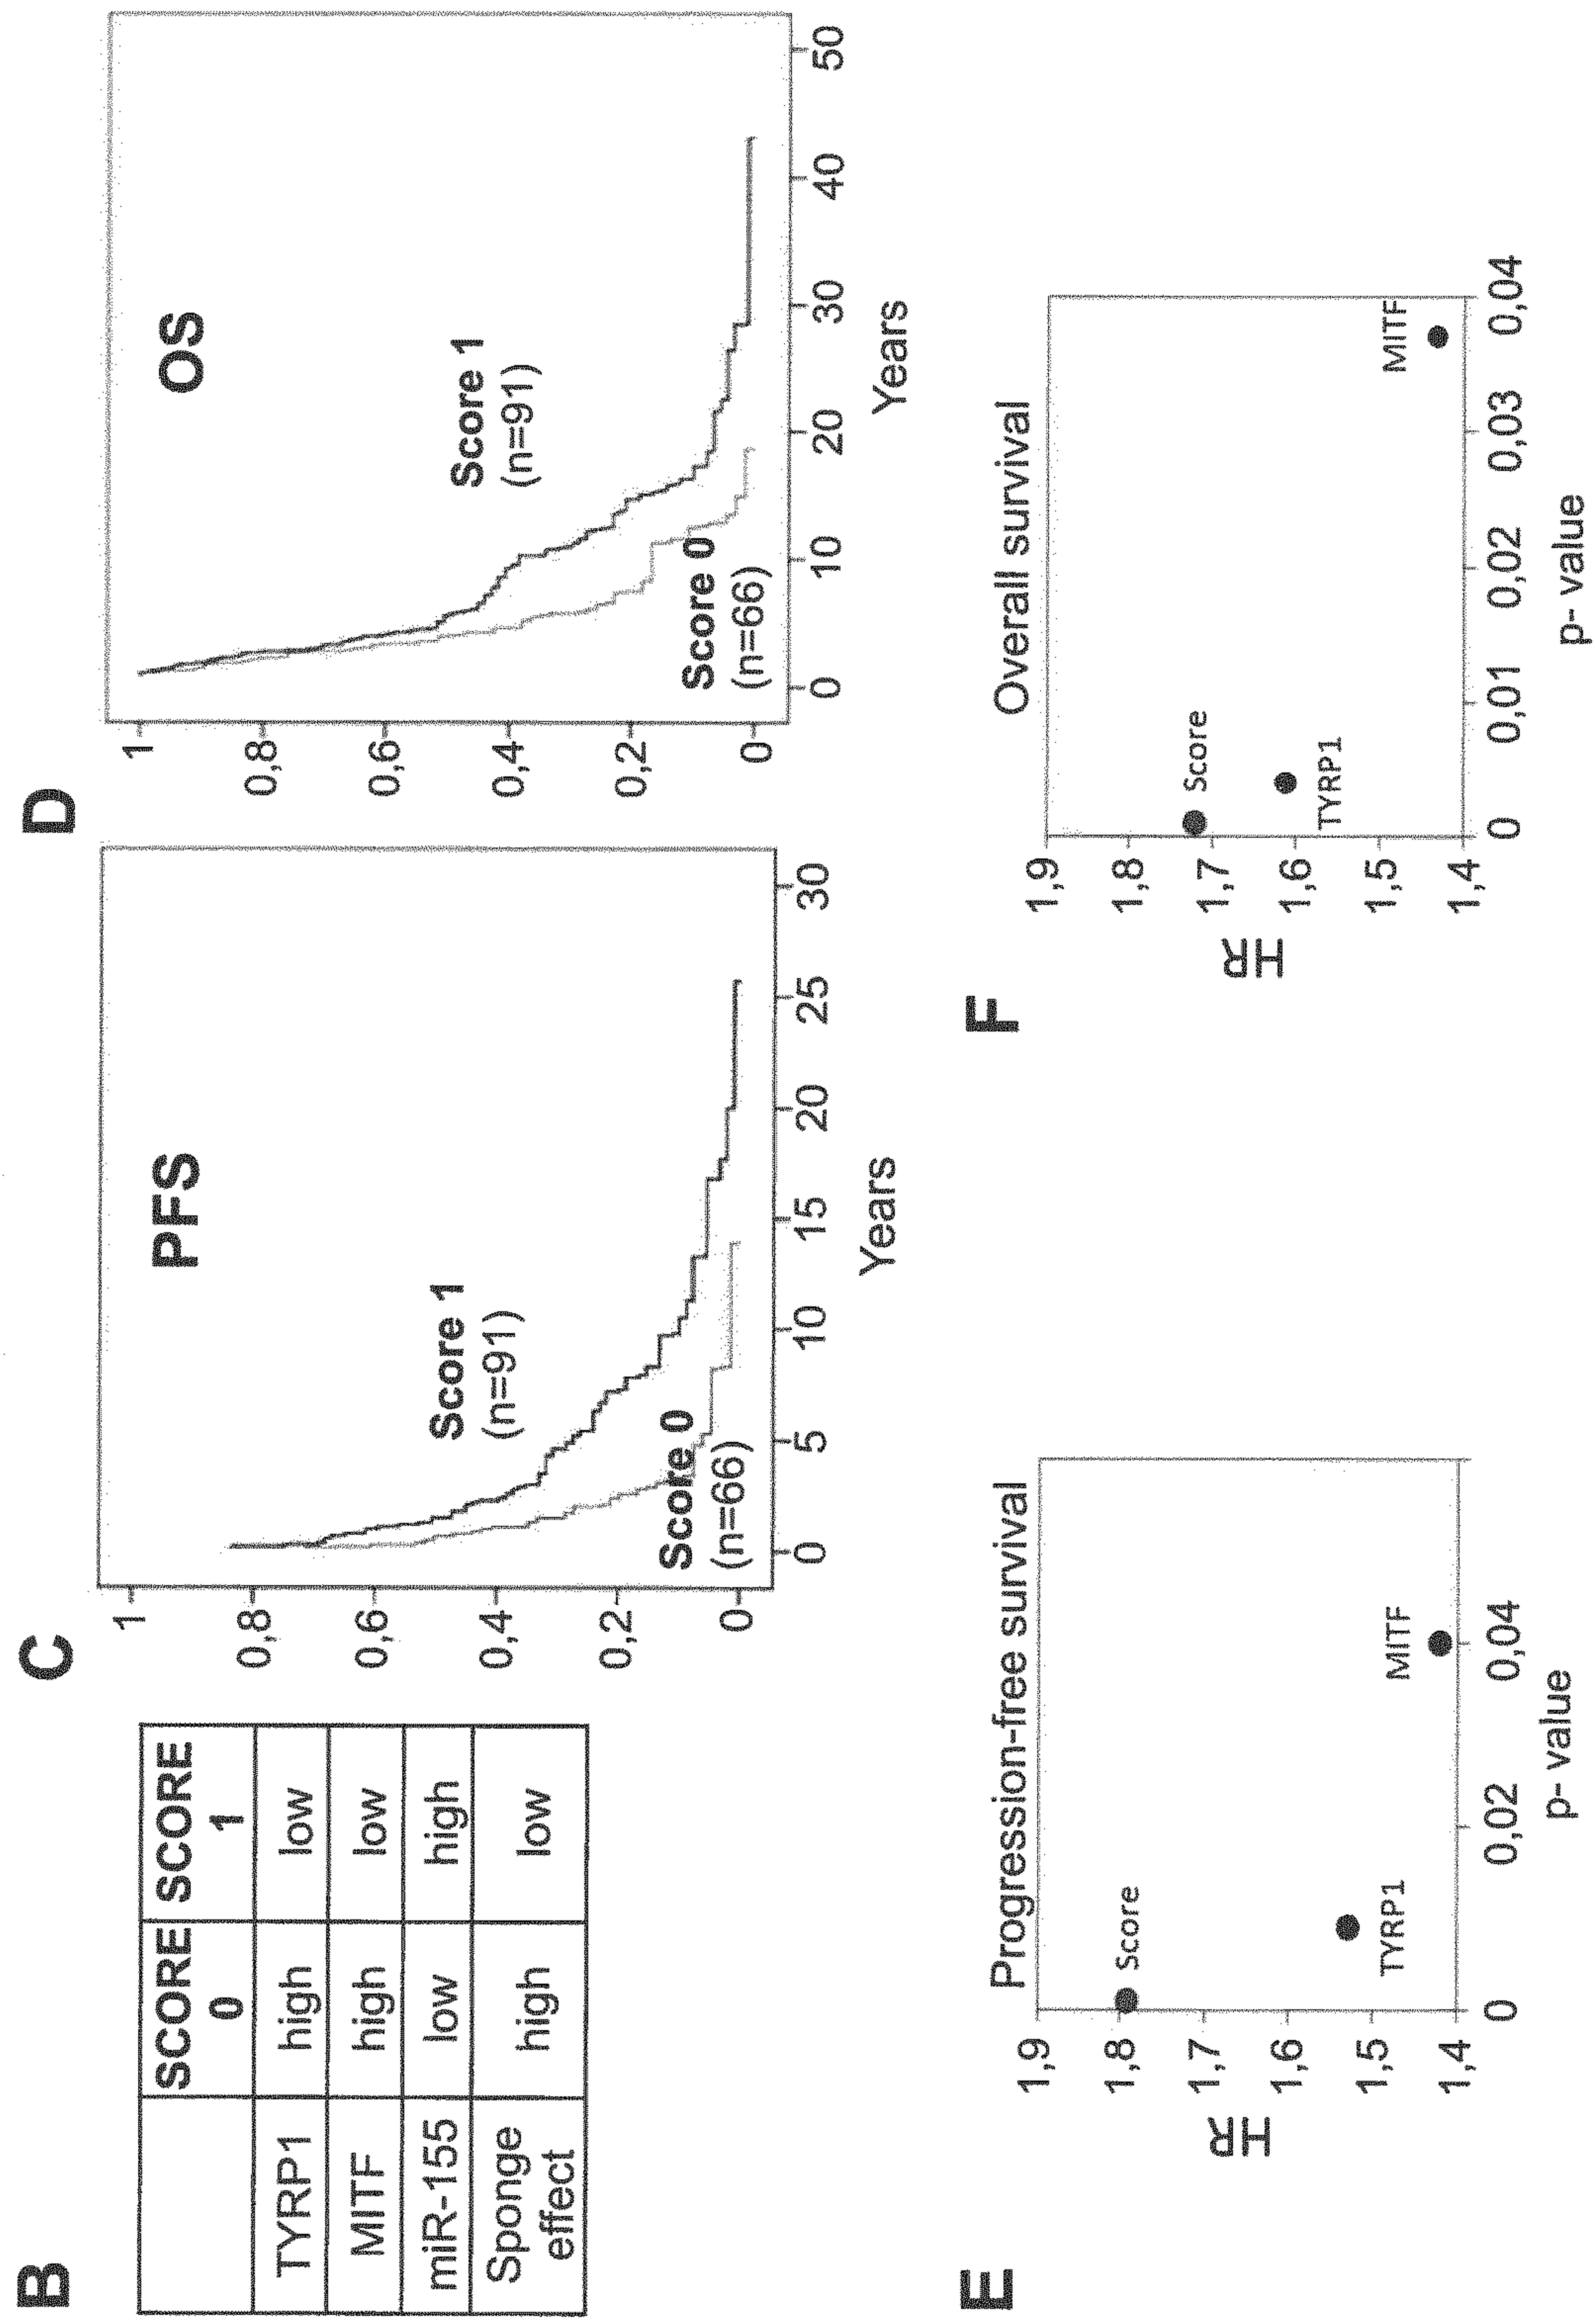 B
SCORE SCORE
0 1
TYRP1 high low
MITF high low
miR-155 low high
Sponge
effect high low
C
PFS
1
0,8
0,6
0,4
0,2
0
Score 1
(n=91)
Score 0
(n=66)
0 5 10 15 20 25 30
Years
D
OS
1
0,8
0,6
0,4
0,2
0
Score 1
(n=91)
Score 0
(n=66)
0 10 20 30 40 50
Years
E
Progression-free survival
HR
1,9
1,8
1,7
1,6
1,5
1,4
Score
TYRP1
MITF
0 0,02 0,04
p- value
F
Overall survival
HR
1,9
1,8
1,7
1,6
1,5
1,4
Score
TYRP1
MITF
0 0,01 0,02 0,03 0,04
p- value